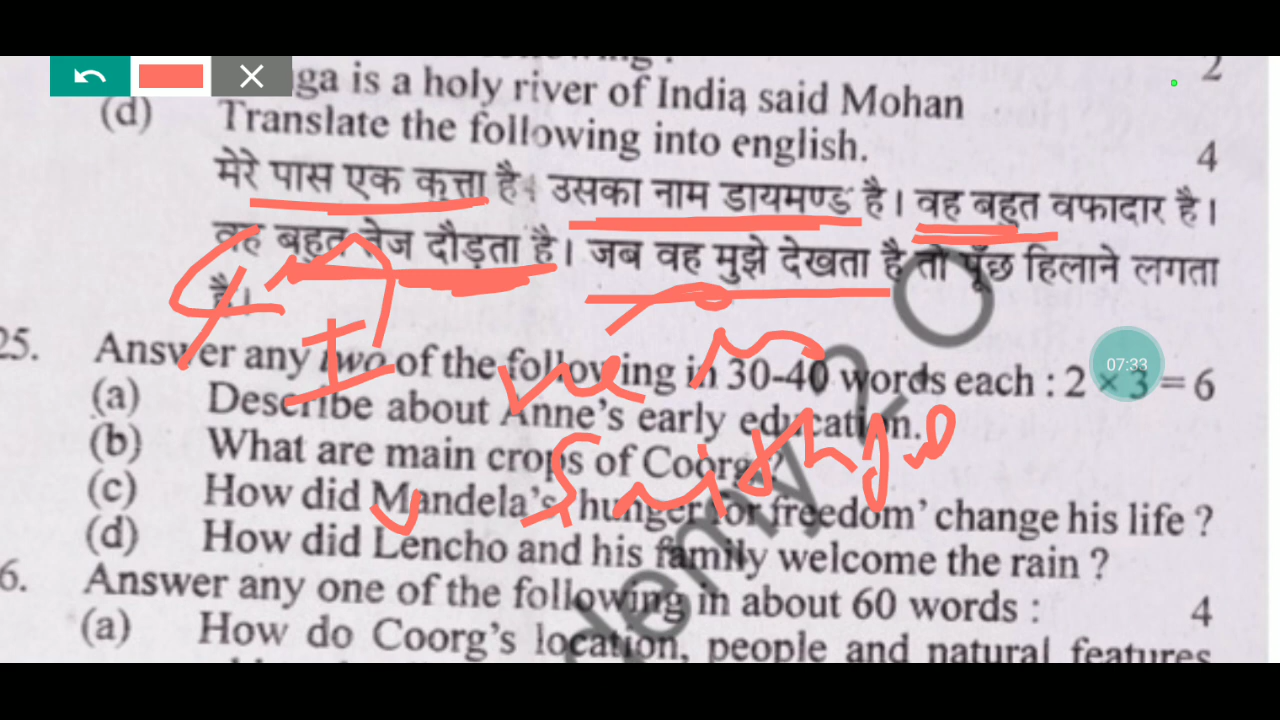 ga is a holy river of India said Mohan
2
(d) Translate the following into english. 4
मेरे पास एक कुत्ता है। उसका नाम डायमण्ड है। वह बहुत वफादार है।
वह बहुत तेज दौड़ता है। जब वह मुझे देखता है तो पूँछ हिलाने लगता
है।
25. Answer any two of the following in 30-40 words each : 2 × 3 = 6
07:33
(a) Describe about Anne's early education.
(b) What are main crops of Coorg ?
(c) How did Mandela's 'hunger for freedom' change his life ?
(d) How did Lencho and his family welcome the rain ?
6. Answer any one of the following in about 60 words : 4
(a) How do Coorg's location, people and natural features
demy 2.0